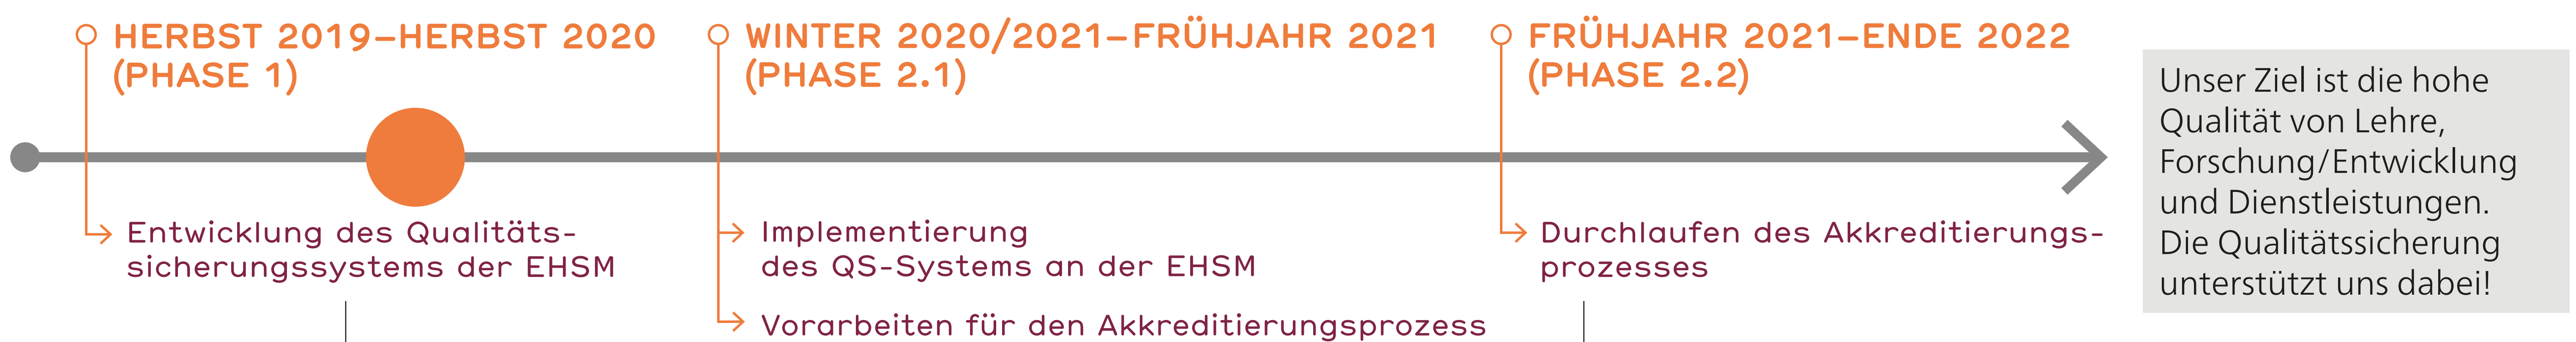 HERBST 2019–HERBST 2020
(PHASE 1)
Entwicklung des Qualitäts-
sicherungssystems der EHSM
WINTER 2020/2021–FRÜHJAHR 2021
(PHASE 2.1)
Implementierung
des QS-Systems an der EHSM
Vorarbeiten für den Akkreditierungsprozess
FRÜHJAHR 2021–ENDE 2022
(PHASE 2.2)
Durchlaufen des Akkreditierungs-
prozesses
Unser Ziel ist die hohe
Qualität von Lehre,
Forschung/Entwicklung
und Dienstleistungen.
Die Qualitätssicherung
unterstützt uns dabei!